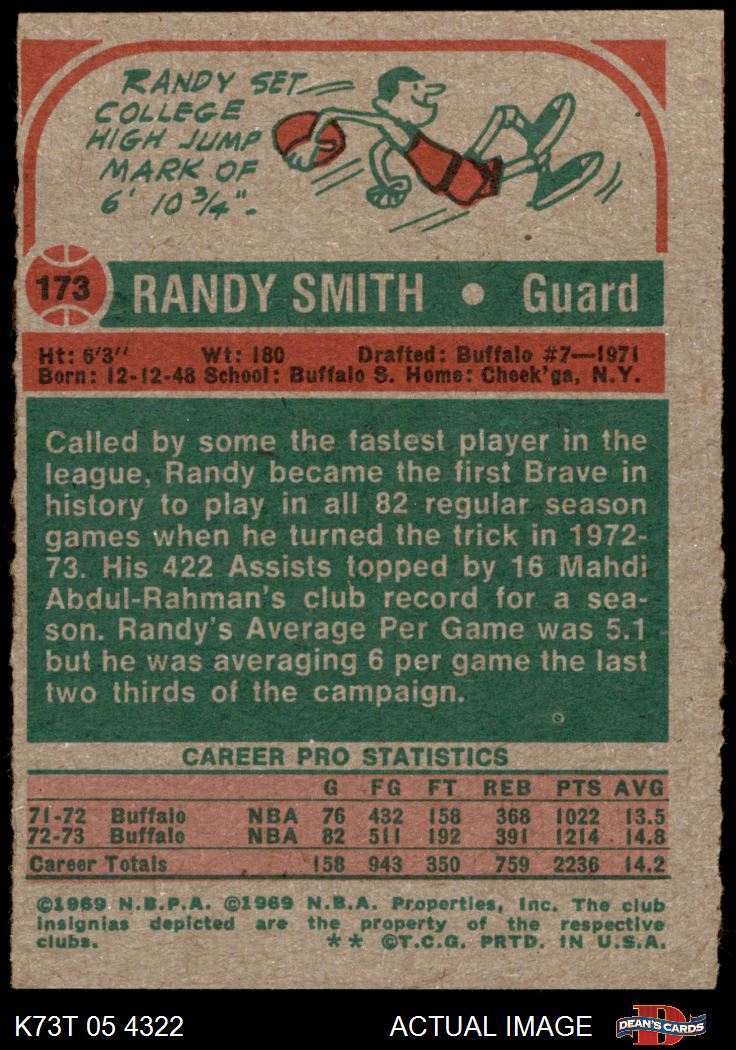 RANDY SET
COLLEGE
HIGH JUMP
MARK OF
6' 10 3/4".
173 RANDY SMITH • Guard
Ht: 6'3" Wt: 180 Drafted: Buffalo #7—1971
Born: 12-12-48 School: Buffalo S. Home: Cheek'ga, N.Y.
Called by some the fastest player in the
league, Randy became the first Brave in
history to play in all 82 regular season
games when he turned the trick in 1972-
73. His 422 Assists topped by 16 Mahdi
Abdul-Rahman's club record for a sea-
son. Randy's Average Per Game was 5.1
but he was averaging 6 per game the last
two thirds of the campaign.
CAREER PRO STATISTICS
G FG FT REB PTS AVG
71-72 Buffalo NBA 76 432 158 368 1022 13.5
72-73 Buffalo NBA 82 511 192 391 1214 14.8
Career Totals 158 943 350 759 2236 14.2
©1969 N.B.P.A. ©1969 N.B.A. Properties, Inc. The club
insignias depicted are the property of the respective
clubs. ** ©T.C.G. PRTD. IN U.S.A.
K73T 05 4322 ACTUAL IMAGE DEAN'S CARDS